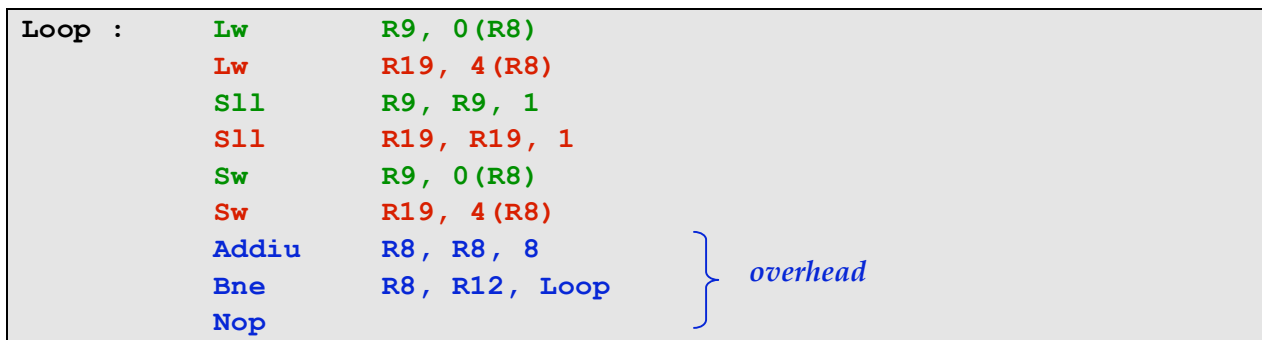 Loop : Lw R9, 0(R8)
Lw R19, 4(R8)
Sll R9, R9, 1
Sll R19, R19, 1
Sw R9, 0(R8)
Sw R19, 4(R8)
Addiu R8, R8, 8
Bne R8, R12, Loop
Nop
overhead